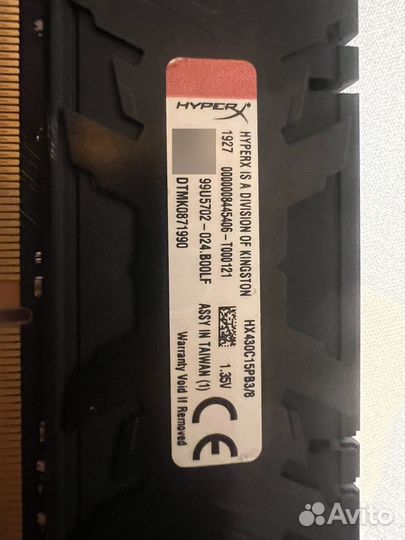 HYPERX
HYPERX IS A DIVISION OF KINGSTON
1927 0000008445406-T000121
99U5702-024.B00LF
DTMK0871990
HX430C15PB3/8
1.35V
ASSY IN TAIWAN (1)
Warranty Void If Removed
CE
Avito